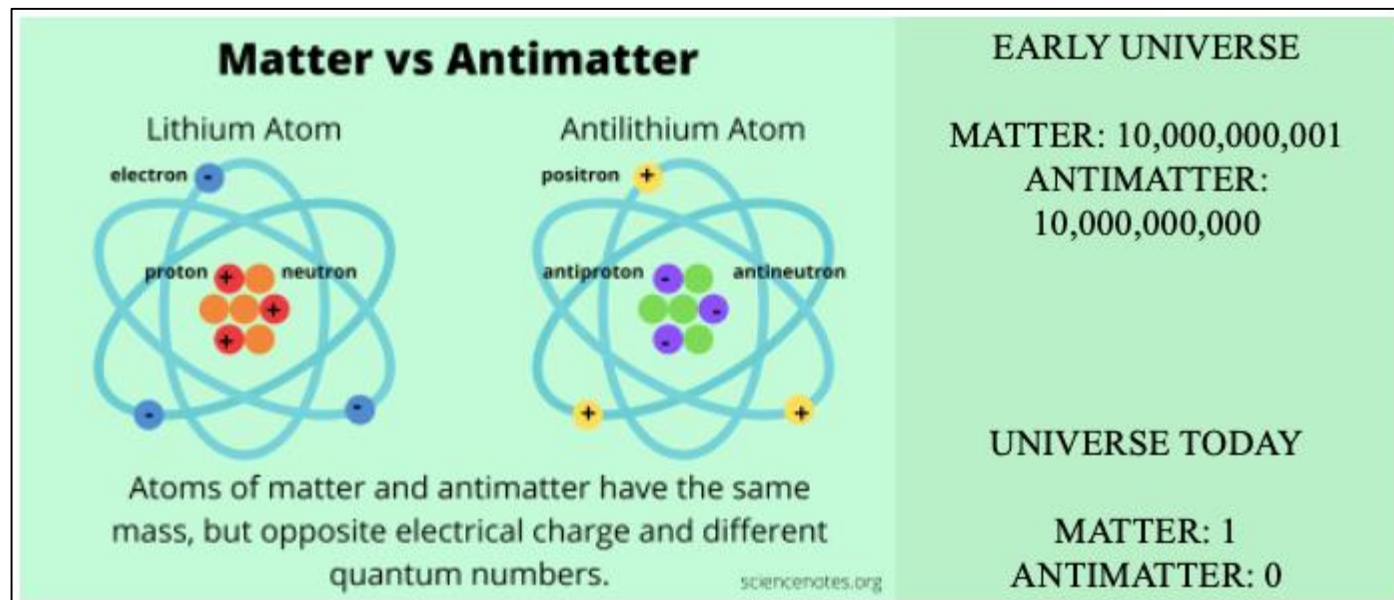 Matter vs Antimatter
Lithium Atom
electron
-
proton
+
neutron
+
+
-
-
Antilithium Atom
positron
+
antiproton
-
antineutron
-
-
+
+
Atoms of matter and antimatter have the same
mass, but opposite electrical charge and different
quantum numbers.
sciencenotes.org
EARLY UNIVERSE
MATTER: 10,000,000,001
ANTIMATTER:
10,000,000,000
UNIVERSE TODAY
MATTER: 1
ANTIMATTER: 0